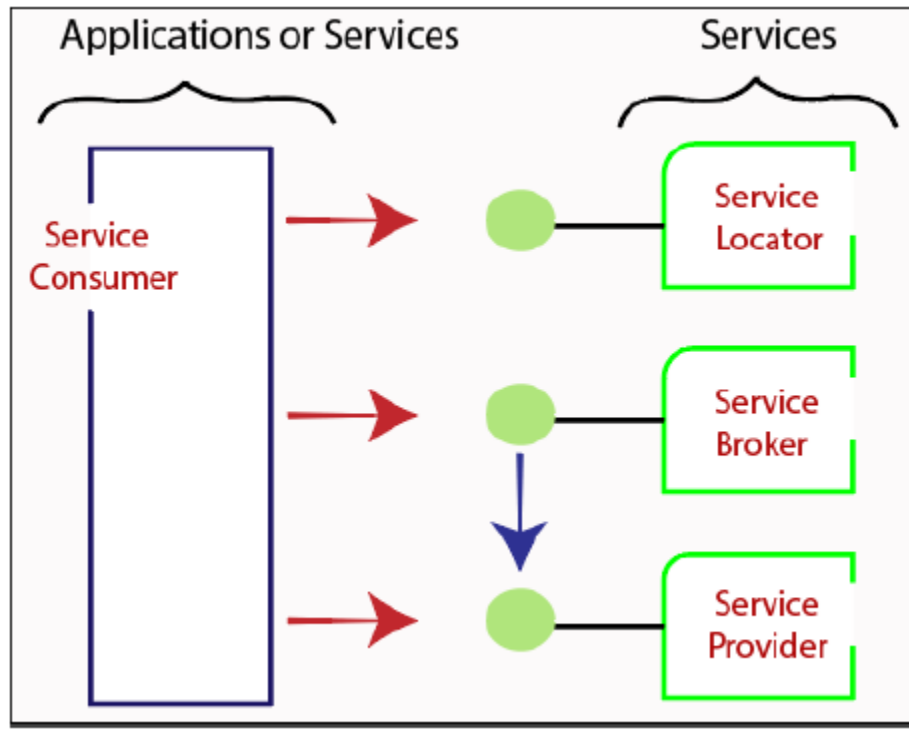 Applications or Services
Services
Service
Consumer
Service
Locator
Service
Broker
Service
Provider